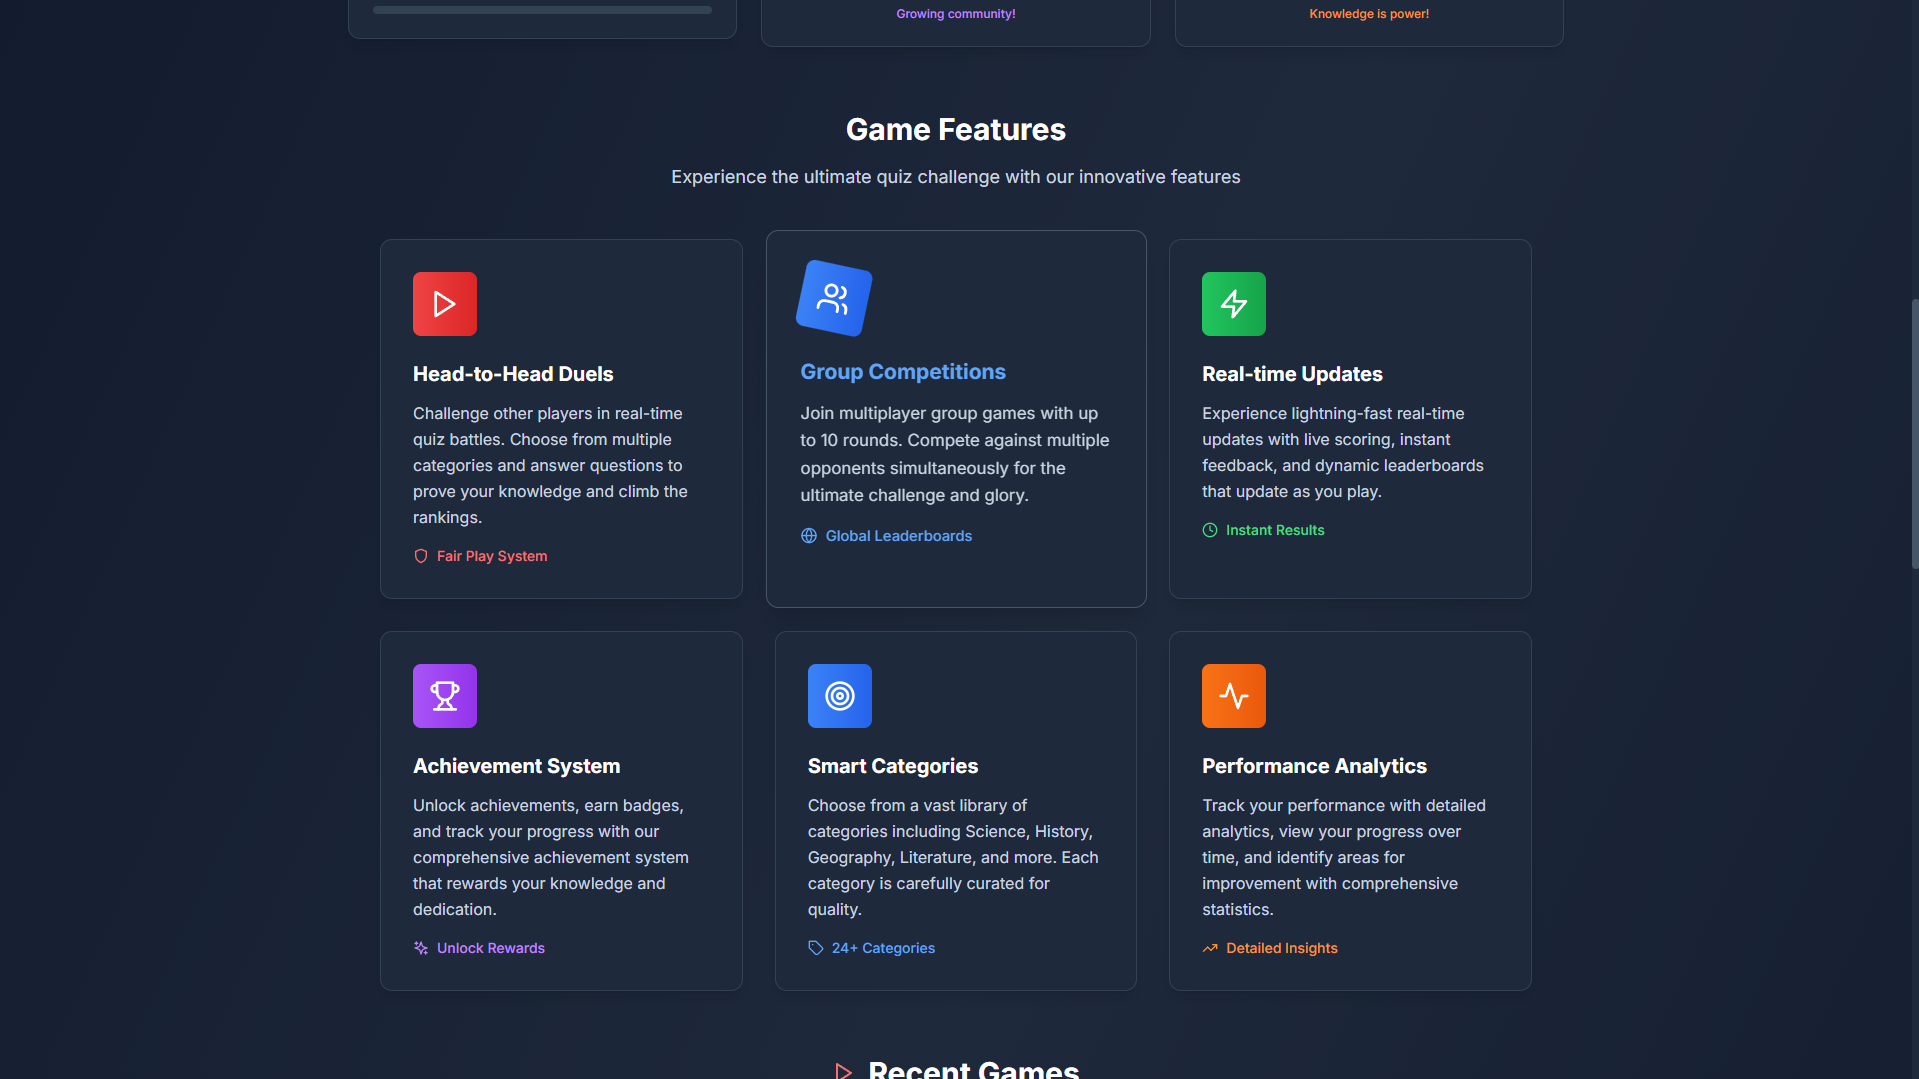 Growing community!
Knowledge is power!
Game Features
Experience the ultimate quiz challenge with our innovative features
Head-to-Head Duels
Challenge other players in real-time
quiz battles. Choose from multiple
categories and answer questions to
prove your knowledge and climb the
rankings.
Fair Play System
Group Competitions
Join multiplayer group games with up
to 10 rounds. Compete against multiple
opponents simultaneously for the
ultimate challenge and glory.
Global Leaderboards
Real-time Updates
Experience lightning-fast real-time
updates with live scoring, instant
feedback, and dynamic leaderboards
that update as you play.
Instant Results
Achievement System
Unlock achievements, earn badges,
and track your progress with our
comprehensive achievement system
that rewards your knowledge and
dedication.
Unlock Rewards
Smart Categories
Choose from a vast library of
categories including Science, History,
Geography, Literature, and more. Each
category is carefully curated for
quality.
24+ Categories
Performance Analytics
Track your performance with detailed
analytics, view your progress over
time, and identify areas for
improvement with comprehensive
statistics.
Detailed Insights
Recent Games